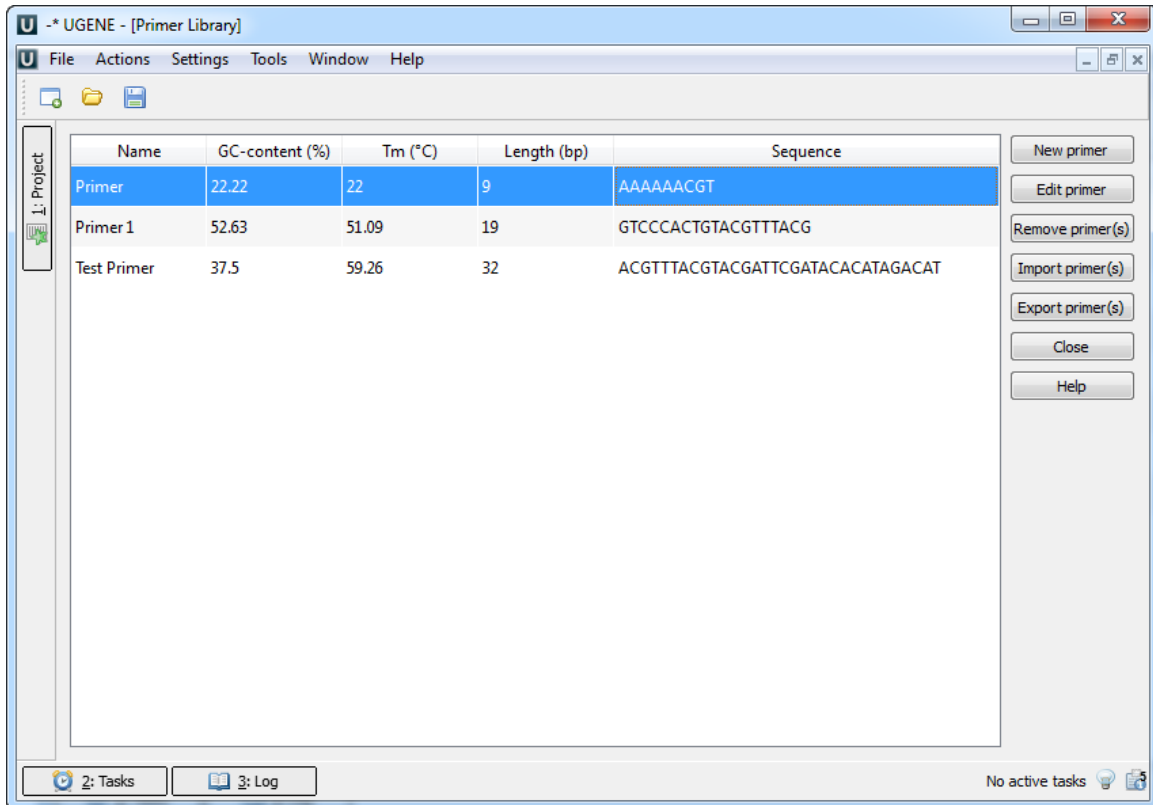 U -* UGENE - [Primer Library]
U File Actions Settings Tools Window Help
1: Project
Name GC-content (%) Tm (°C) Length (bp) Sequence
Primer 22.22 22 9 AAAAAACGT
Primer 1 52.63 51.09 19 GTCCCACTGTACGTTTACG
Test Primer 37.5 59.26 32 ACGTTTACGTACGATTCGATACACATAGACAT
New primer
Edit primer
Remove primer(s)
Import primer(s)
Export primer(s)
Close
Help
2: Tasks 3: Log No active tasks 5